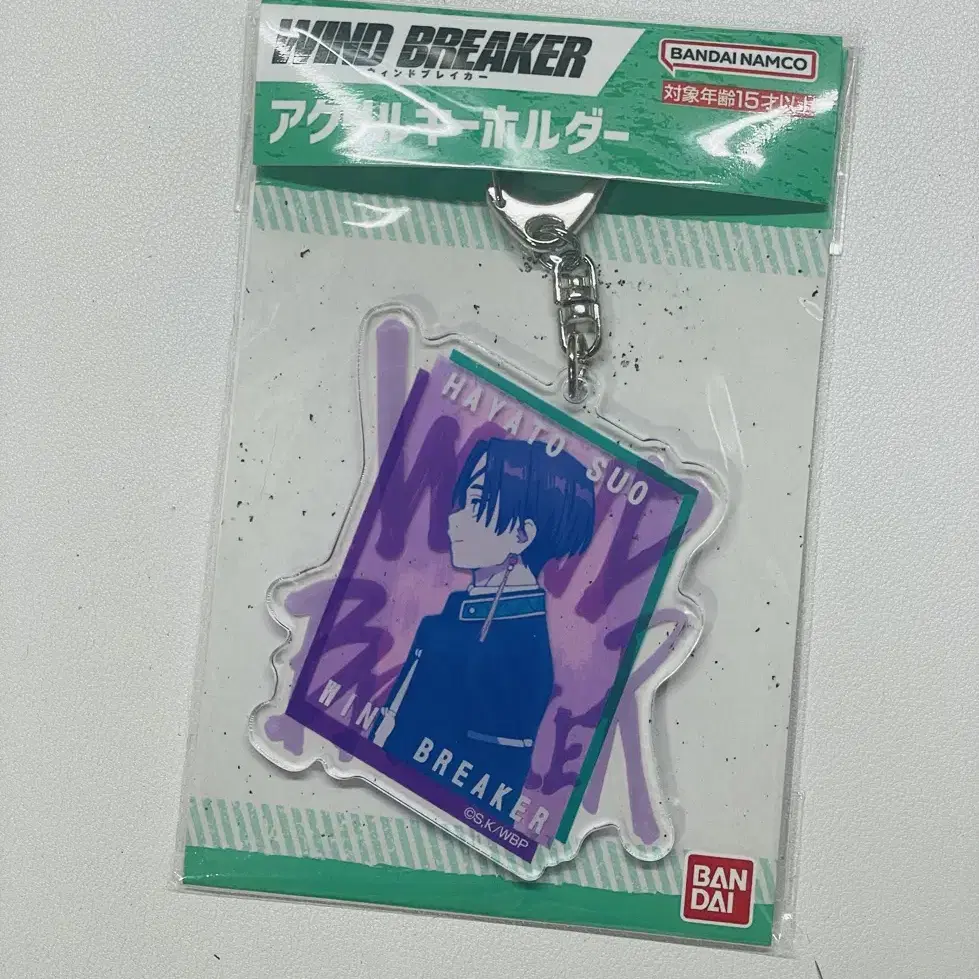 WIND BREAKER
ウィンドブレイカー
BANDAI NAMCO
対象年齢15才以上
アクリルキーホルダー
HAYATO SUO
WIND BREAKER
WIND BREAKER
©S,K/WBP
BAN
DAI